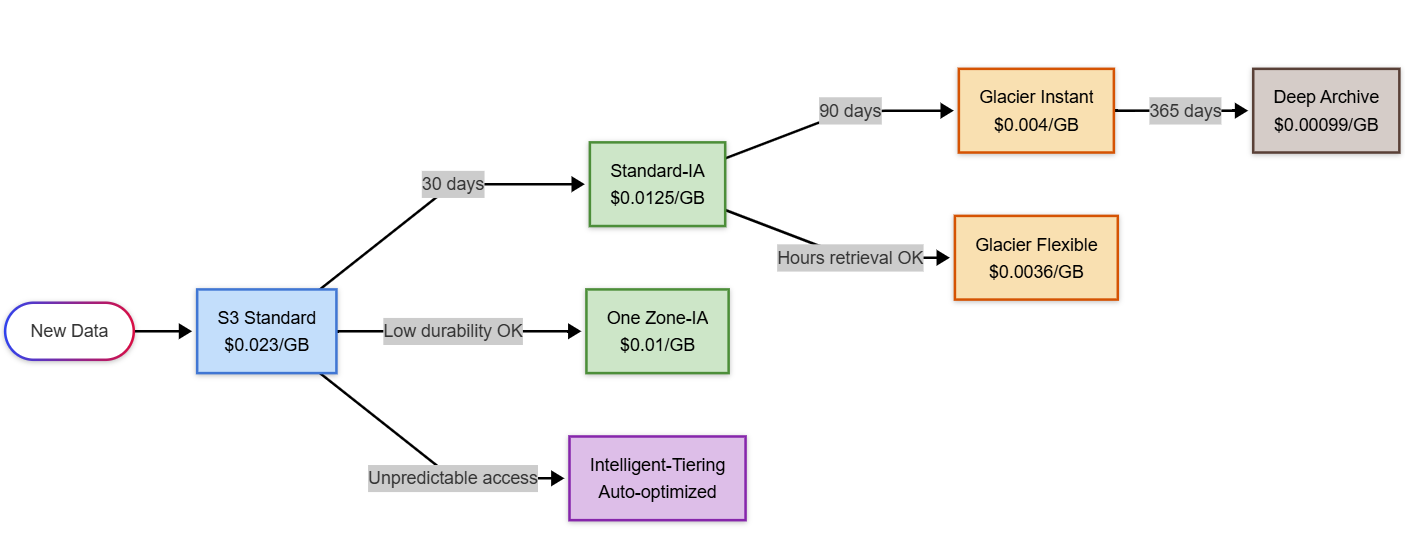 New Data
S3 Standard
$0.023/GB
30 days
Low durability OK
Unpredictable access
Standard-IA
$0.0125/GB
One Zone-IA
$0.01/GB
Intelligent-Tiering
Auto-optimized
90 days
Hours retrieval OK
Glacier Instant
$0.004/GB
Glacier Flexible
$0.0036/GB
365 days
Deep Archive
$0.00099/GB